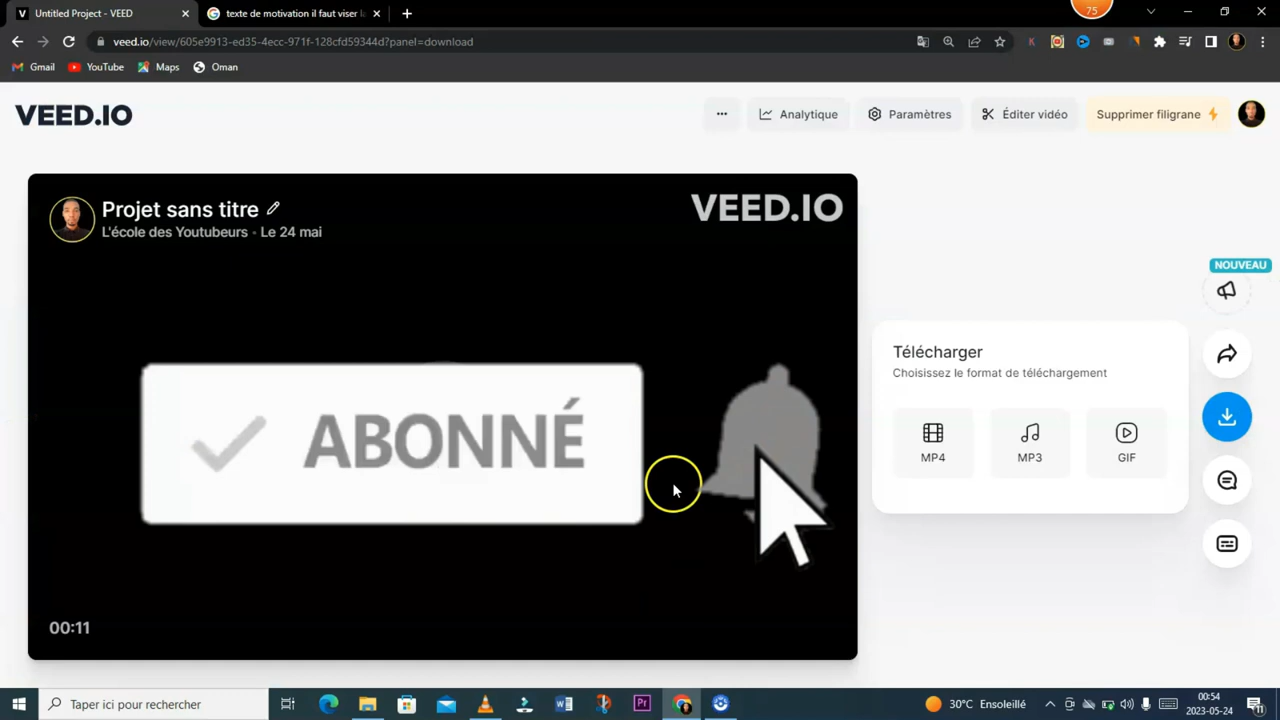 Untitled Project - VEED
texte de motivation il faut viser l
75
veed.io/view/605e9913-ed35-4ecc-971f-128cfd59344d?panel=download
Gmail
YouTube
Maps
Oman
VEED.IO
Analytique
Paramètres
Éditer vidéo
Supprimer filigrane
Projet sans titre
L'école des Youtubeurs • Le 24 mai
VEED.IO
NOUVEAU
Télécharger
Choisissez le format de téléchargement
MP4
MP3
GIF
ABONNÉ
00:11
Taper ici pour rechercher
30°C Ensoleillé
00:54
2023-05-24
11